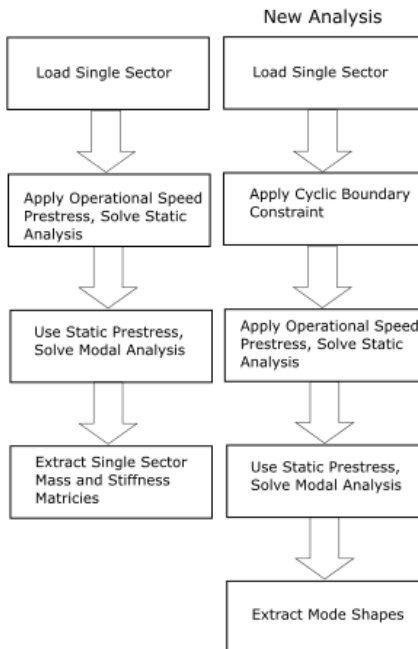 Load Single Sector
Apply Operational Speed
Prestress, Solve Static
Analysis
Use Static Prestress,
Solve Modal Analysis
Extract Single Sector
Mass and Stiffness
Matricies
New Analysis
Load Single Sector
Apply Cyclic Boundary
Constraint
Apply Operational Speed
Prestress, Solve Static
Analysis
Use Static Prestress,
Solve Modal Analysis
Extract Mode Shapes